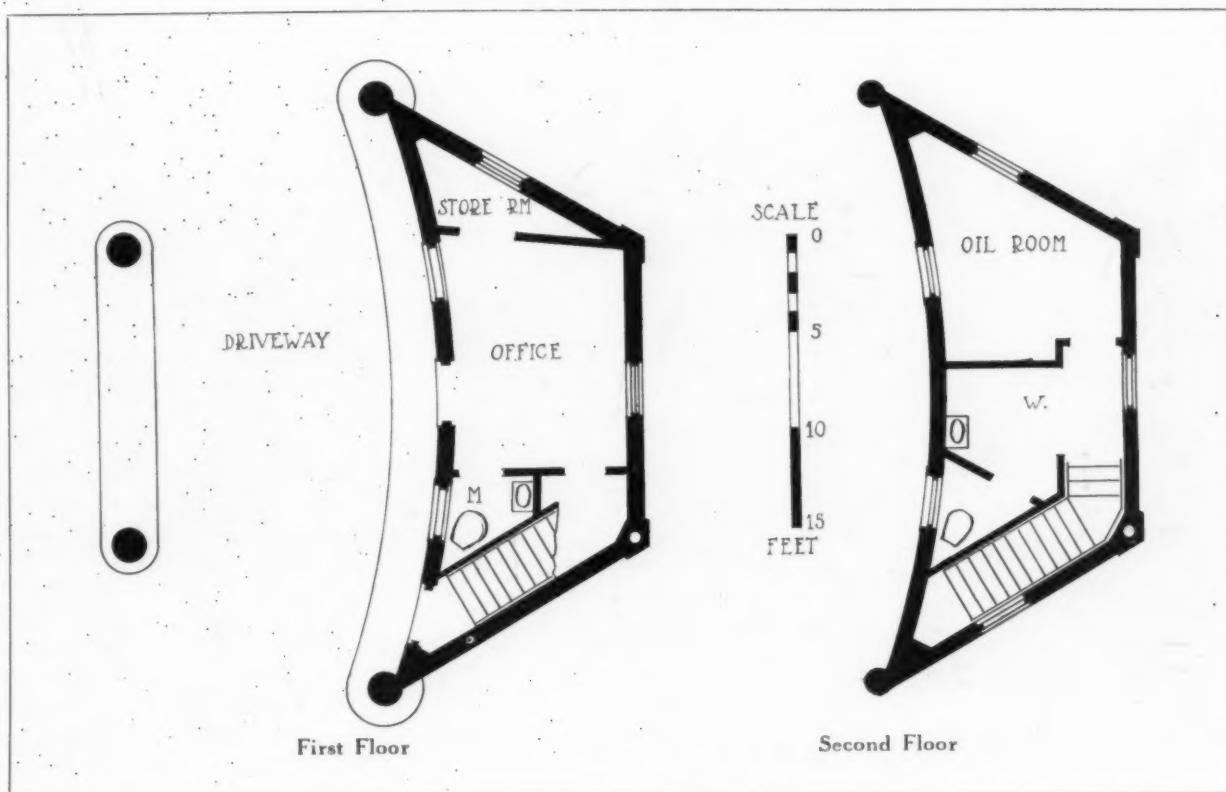 STORE RM
DRIVEWAY
OFFICE
M
First Floor
SCALE
0
5
10
15
FEET
OIL ROOM
W.
Second Floor